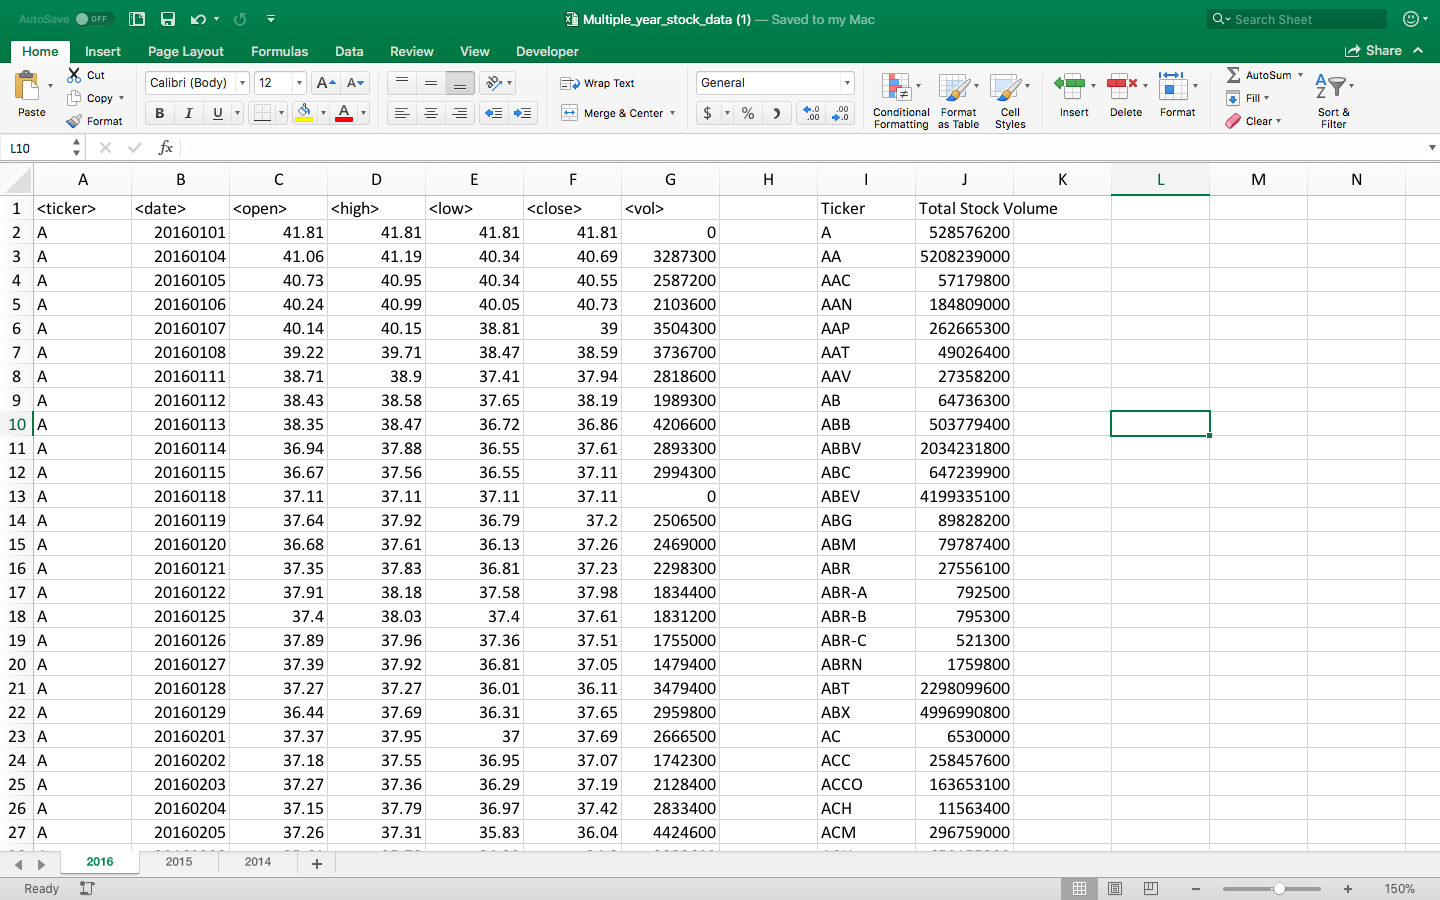 AutoSave OFF Multiple_year_stock_data (1) — Saved to my Mac Search Sheet
Home Insert Page Layout Formulas Data Review View Developer Share
Paste Cut Copy Format
Calibri (Body) 12 A A
B I U A
Wrap Text
Merge & Center
General
$ %
Conditional Formatting Format as Table Cell Styles
Insert Delete Format
AutoSum Fill Clear
Sort & Filter
L10 fx
A B C D E F G H I J K L M N
1 <ticker> <date> <open> <high> <low> <close> <vol> Ticker Total Stock Volume
2 A 20160101 41.81 41.81 41.81 41.81 0 A 528576200
3 A 20160104 41.06 41.19 40.34 40.69 3287300 AA 5208239000
4 A 20160105 40.73 40.95 40.34 40.55 2587200 AAC 57179800
5 A 20160106 40.24 40.99 40.05 40.73 2103600 AAN 184809000
6 A 20160107 40.14 40.15 38.81 39 3504300 AAP 262665300
7 A 20160108 39.22 39.71 38.47 38.59 3736700 AAT 49026400
8 A 20160111 38.71 38.9 37.41 37.94 2818600 AAV 27358200
9 A 20160112 38.43 38.58 37.65 38.19 1989300 AB 64736300
10 A 20160113 38.35 38.47 36.72 36.86 4206600 ABB 503779400
11 A 20160114 36.94 37.88 36.55 37.61 2893300 ABBV 2034231800
12 A 20160115 36.67 37.56 36.55 37.11 2994300 ABC 647239900
13 A 20160118 37.11 37.11 37.11 37.11 0 ABEV 4199335100
14 A 20160119 37.64 37.92 36.79 37.2 2506500 ABG 89828200
15 A 20160120 36.68 37.61 36.13 37.26 2469000 ABM 79787400
16 A 20160121 37.35 37.83 36.81 37.23 2298300 ABR 27556100
17 A 20160122 37.91 38.18 37.58 37.98 1834400 ABR-A 792500
18 A 20160125 37.4 38.03 37.4 37.61 1831200 ABR-B 795300
19 A 20160126 37.89 37.96 37.36 37.51 1755000 ABR-C 521300
20 A 20160127 37.39 37.92 36.81 37.05 1479400 ABRN 1759800
21 A 20160128 37.27 37.27 36.01 36.11 3479400 ABT 2298099600
22 A 20160129 36.44 37.69 36.31 37.65 2959800 ABX 4996990800
23 A 20160201 37.37 37.95 37 37.69 2666500 AC 6530000
24 A 20160202 37.18 37.55 36.95 37.07 1742300 ACC 258457600
25 A 20160203 37.27 37.36 36.29 37.19 2128400 ACCO 163653100
26 A 20160204 37.15 37.79 36.97 37.42 2833400 ACH 11563400
27 A 20160205 37.26 37.31 35.83 36.04 4424600 ACM 296759000
2016 2015 2014
Ready 150%